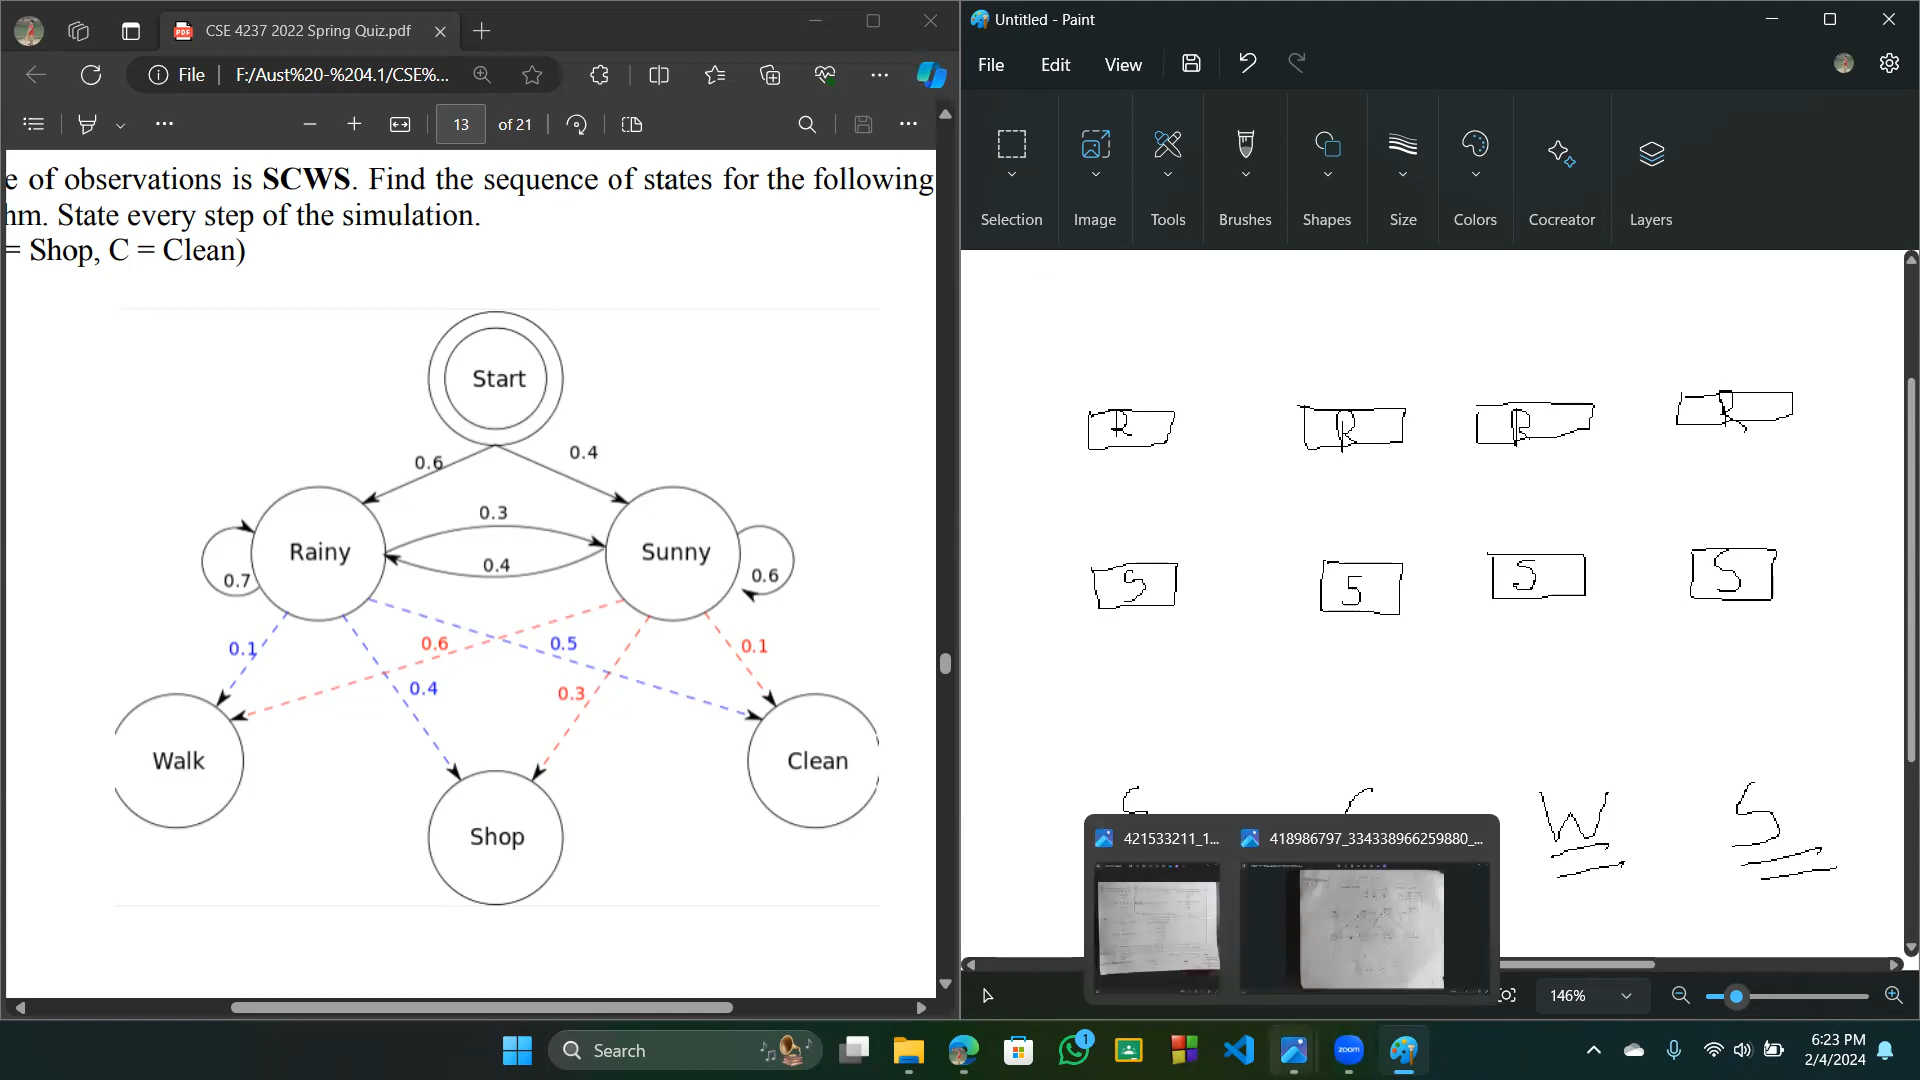 CSE 4237 2022 Spring Quiz.pdf
Untitled - Paint
File
F:/Aust%20-%204.1/CSE%...
File
Edit
View
13
of 21
Selection
Image
Tools
Brushes
Shapes
Size
Colors
Cocreator
Layers
e of observations is SCWS. Find the sequence of states for the following
hm. State every step of the simulation.
= Shop, C = Clean)
Start
0.6
0.4
Rainy
0.3
Sunny
0.7
0.4
0.6
0.1
0.6
0.5
0.1
0.4
0.3
Walk
Clean
Shop
R
R
R
R
S
S
S
S
W
S
421533211_1...
418986797_334338966259880_...
146%
Search
1
zoom
6:23 PM
2/4/2024